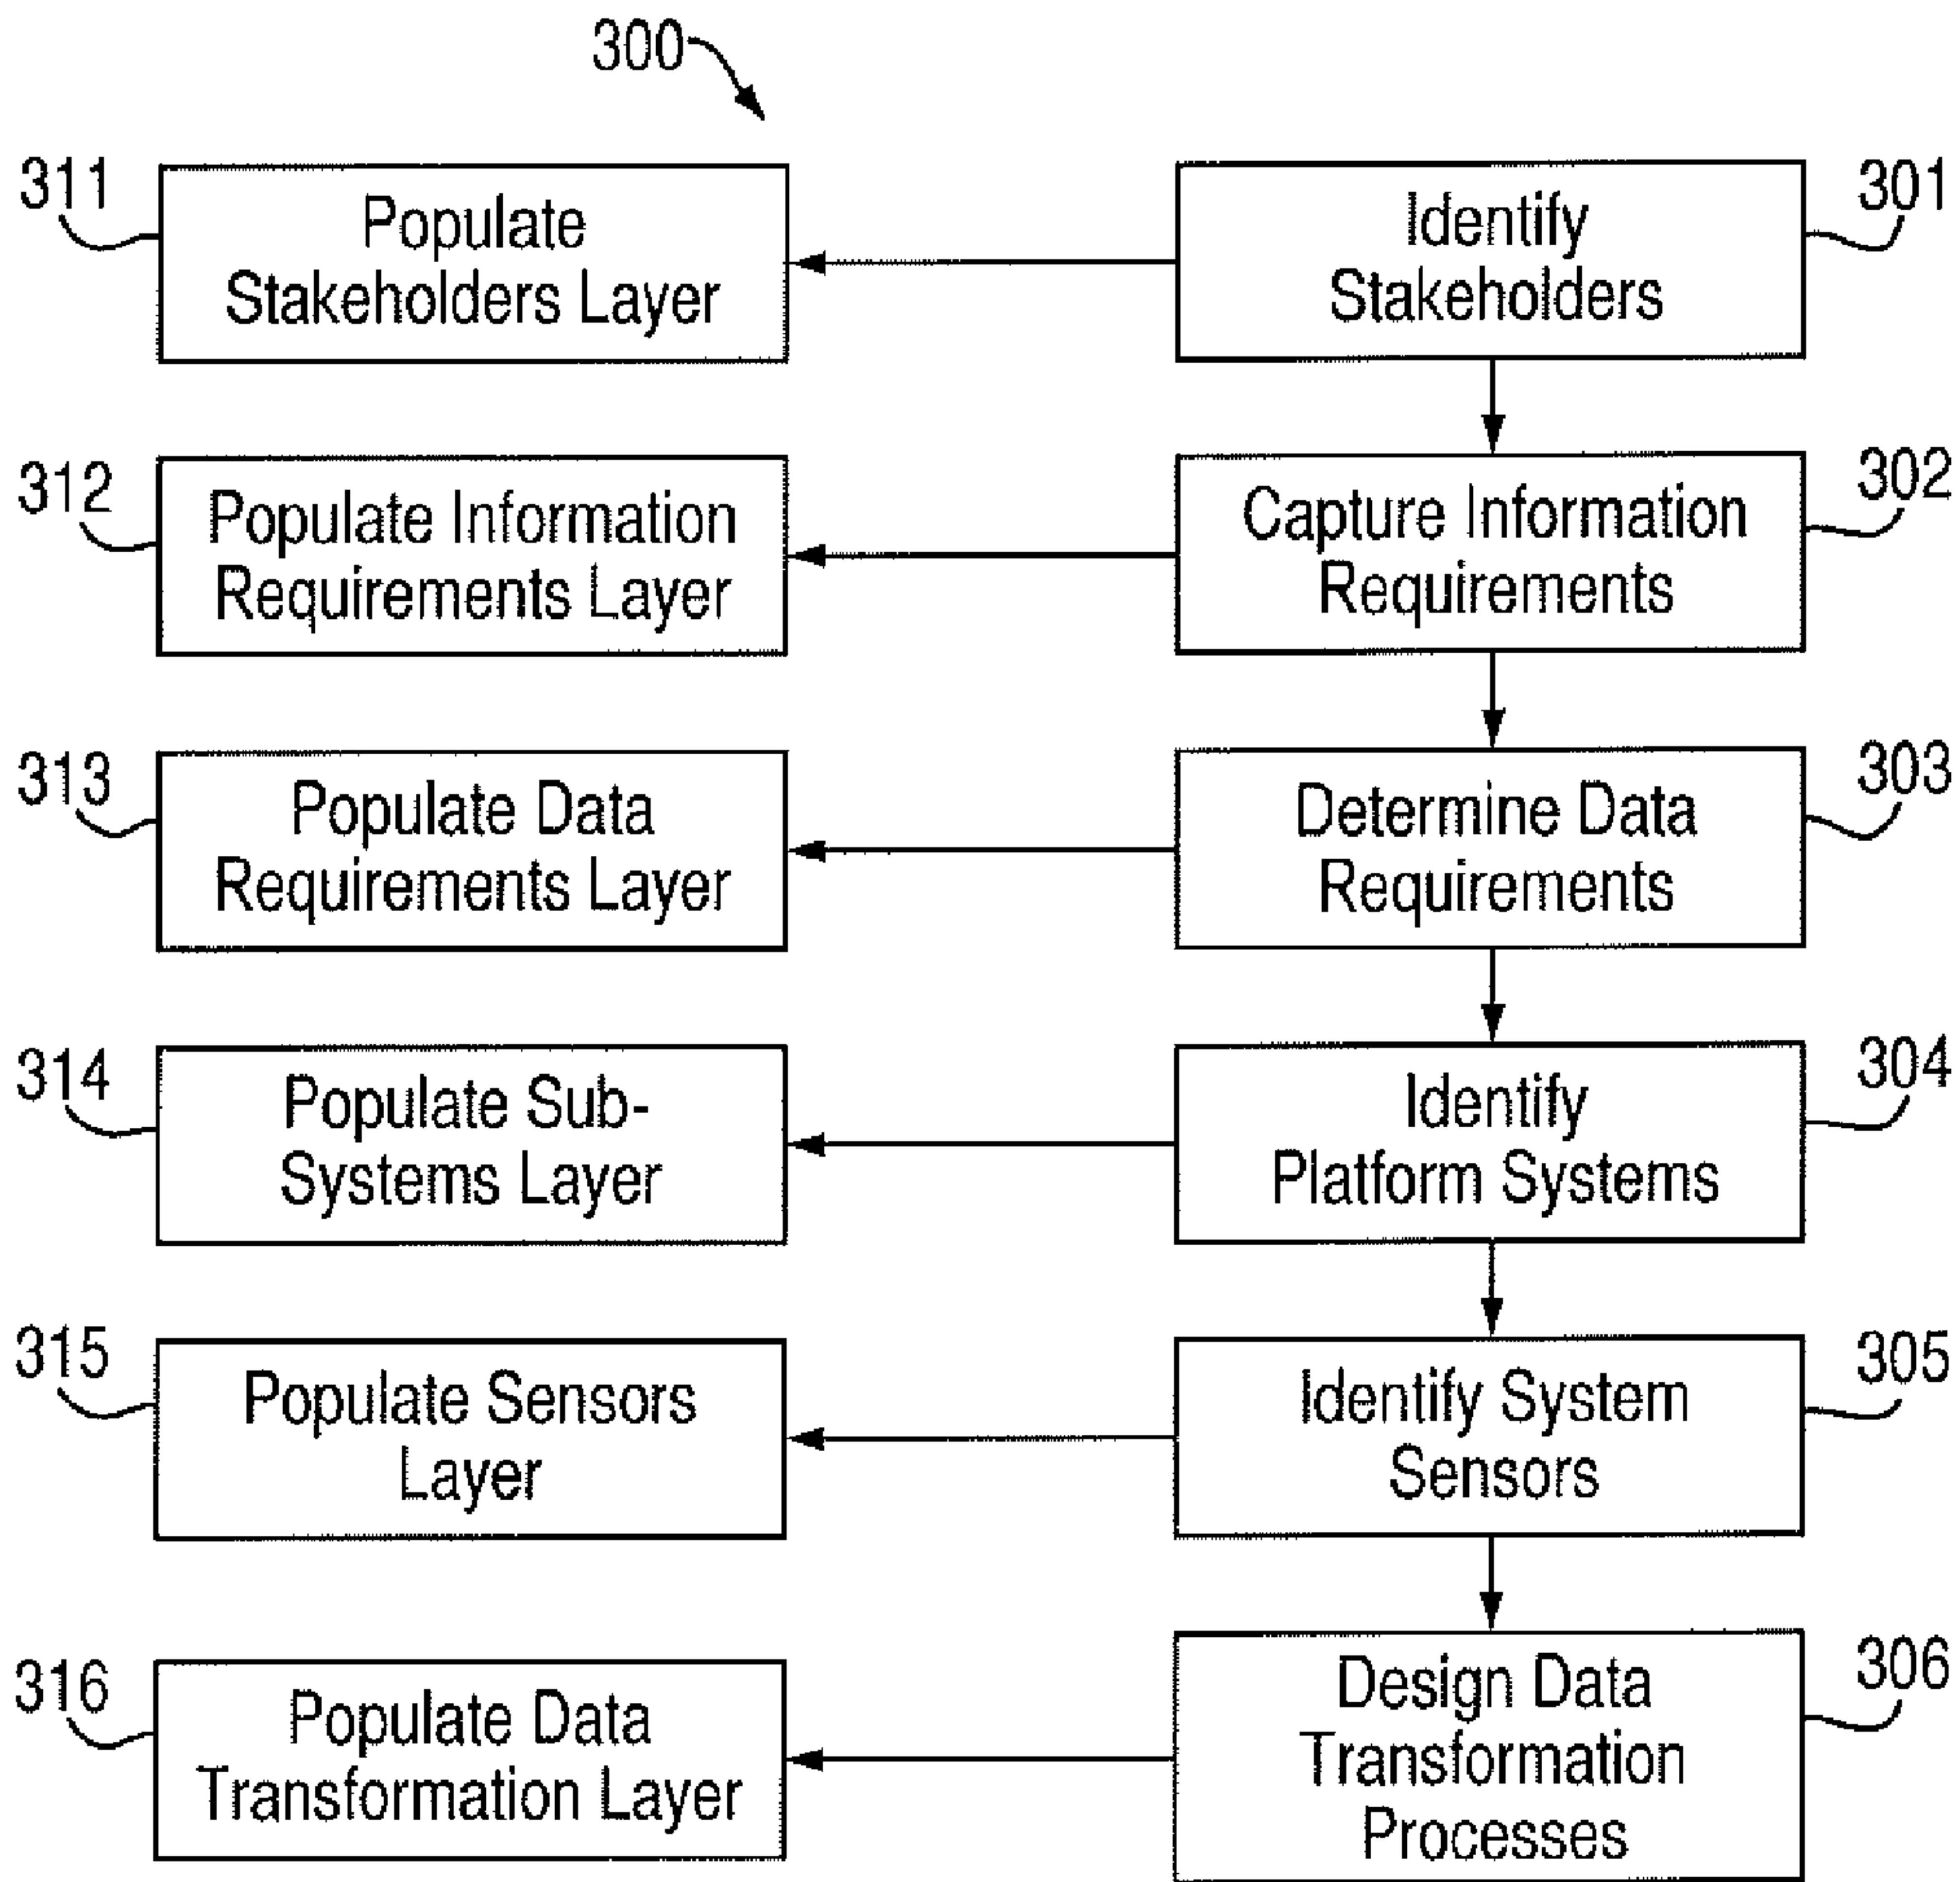 300
311
Populate
Stakeholders Layer
Identify
Stakeholders
301
312
Populate Information
Requirements Layer
Capture Information
Requirements
302
313
Populate Data
Requirements Layer
Determine Data
Requirements
303
314
Populate Sub-
Systems Layer
Identify
Platform Systems
304
315
Populate Sensors
Layer
Identify System
Sensors
305
316
Populate Data
Transformation Layer
Design Data
Transformation
Processes
306